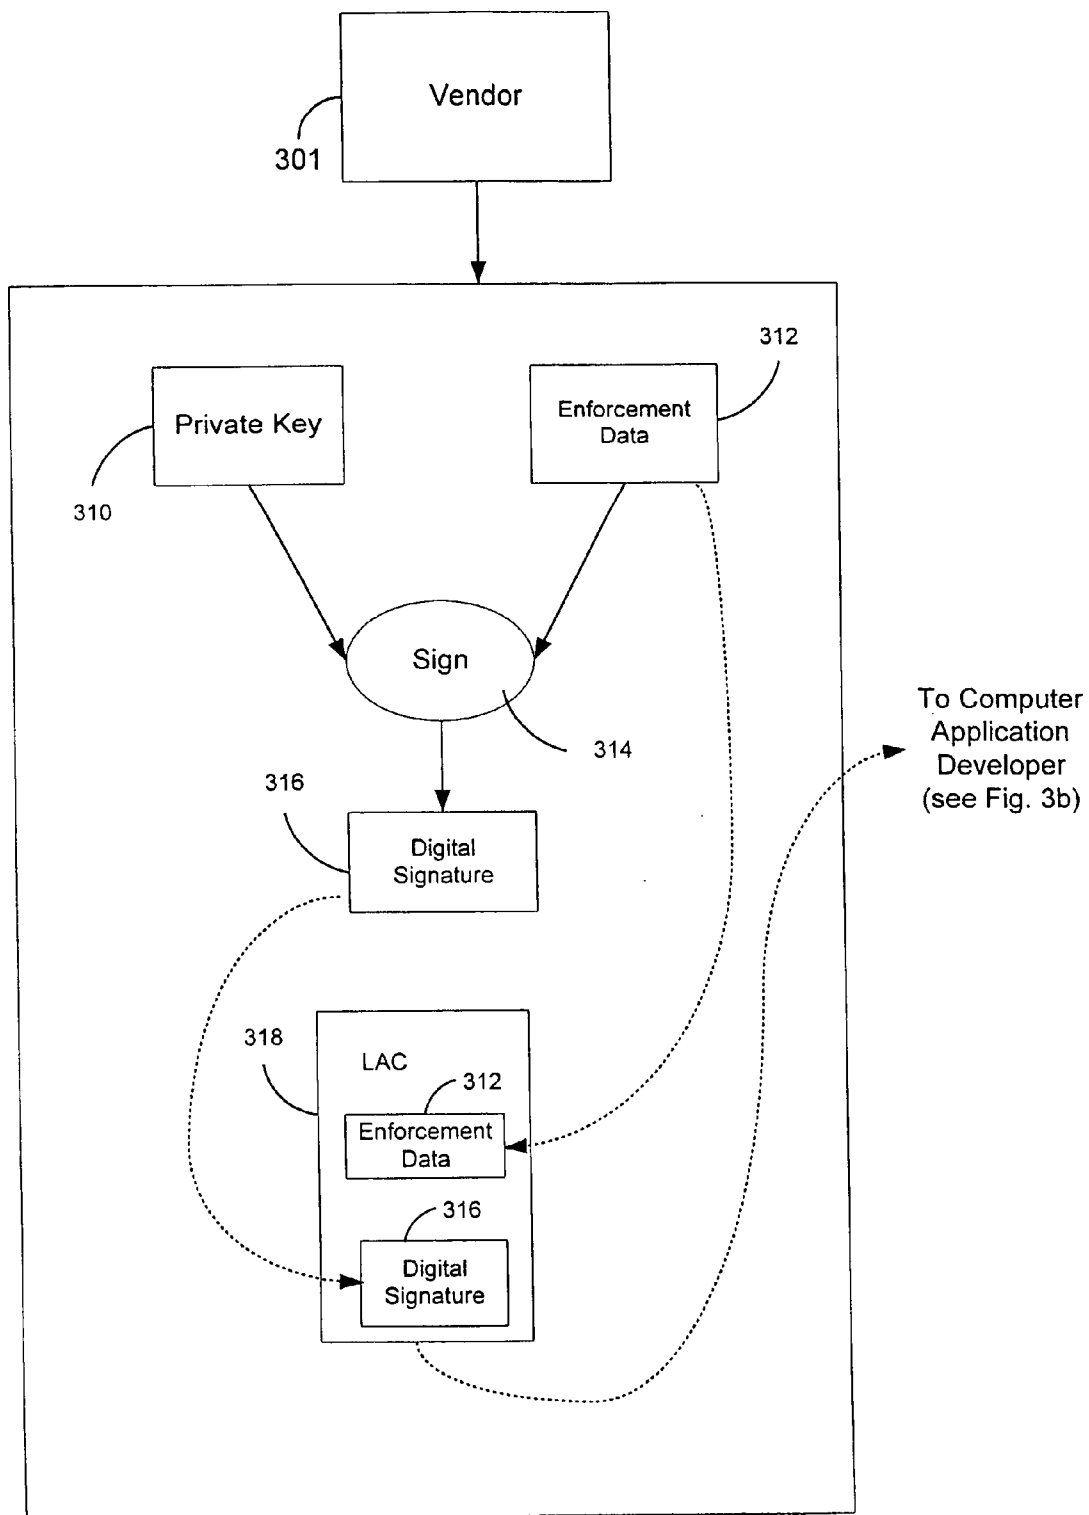 Vendor
301
312
Enforcement
Data
Private Key
310
Sign
314
To Computer
Application
Developer
(see Fig. 3b)
316
Digital
Signature
318
LAC
312
Enforcement
Data
316
Digital
Signature